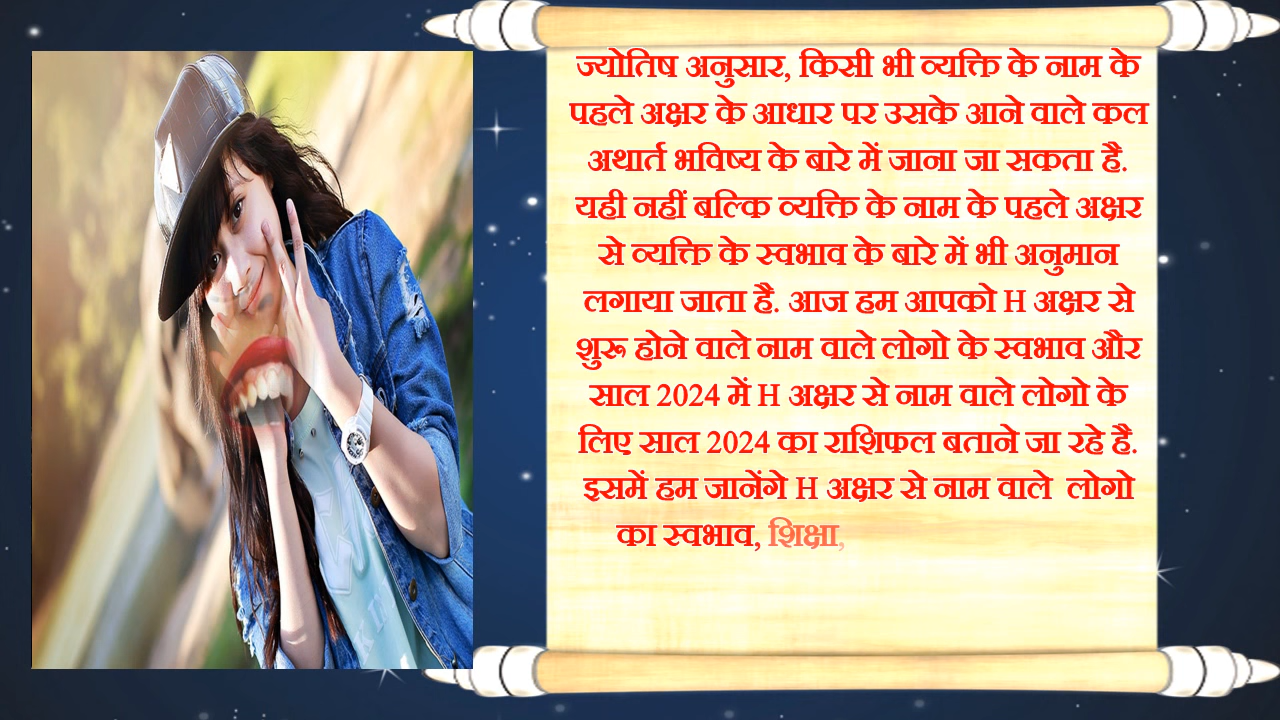 ज्योतिष अनुसार, किसी भी व्यक्ति के नाम के
पहले अक्षर के आधार पर उसके आने वाले कल
अथार्त भविष्य के बारे में जाना जा सकता है.
यही नहीं बल्कि व्यक्ति के नाम के पहले अक्षर
से व्यक्ति के स्वभाव के बारे में भी अनुमान
लगाया जाता है. आज हम आपको H अक्षर से
शुरू होने वाले नाम वाले लोगो के स्वभाव और
साल 2024 में H अक्षर से नाम वाले लोगो के
लिए साल 2024 का राशिफल बताने जा रहे है.
इसमें हम जानेंगे H अक्षर से नाम वाले लोगो
का स्वभाव, शिक्षा,